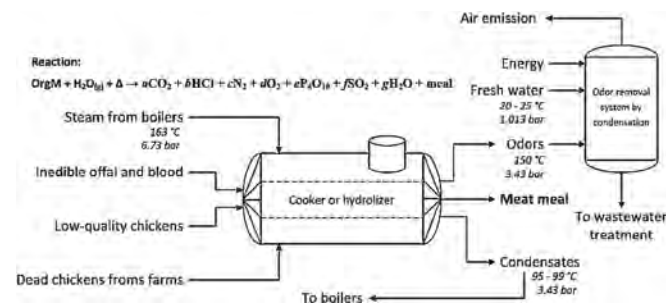 Air emission
Reaction:
OrgM + H₂O(g) + Δ → aCO₂ + bHCl + cN₂ + dO₂ + eP₄O₁₀ + fSO₂ + gH₂O + meal
Energy
Fresh water
20 - 25 °C
1.013 bar
Odor removal
system by
condensation
Steam from boilers
163 °C
6.73 bar
Odors
150 °C
3.43 bar
Inedible offal and blood
Cooker or hydrolizer
Meat meal
Low-quality chickens
To wastewater
treatment
Condensates
95 - 99 °C
3.43 bar
Dead chickens froms farms
To boilers